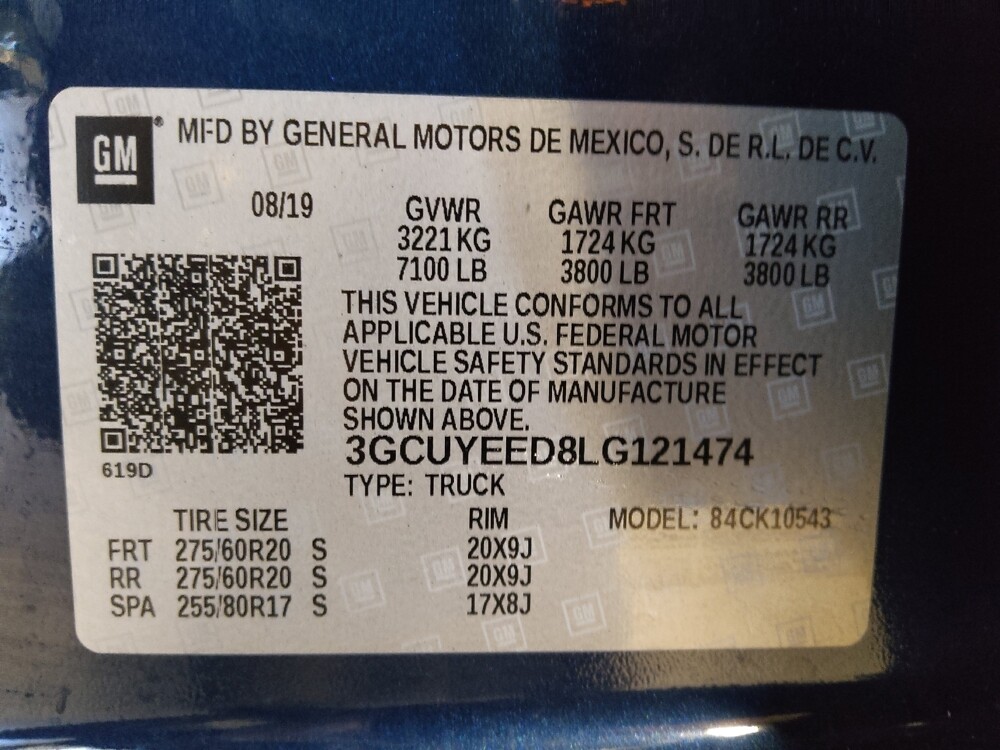 GM® MFD BY GENERAL MOTORS DE MEXICO, S. DE R.L. DE C.V.
08/19 GVWR GAWR FRT GAWR RR
3221 KG 1724 KG 1724 KG
7100 LB 3800 LB 3800 LB
THIS VEHICLE CONFORMS TO ALL
APPLICABLE U.S. FEDERAL MOTOR
VEHICLE SAFETY STANDARDS IN EFFECT
ON THE DATE OF MANUFACTURE
SHOWN ABOVE.
3GCUYEED8LG121474
619D
TYPE: TRUCK
TIRE SIZE RIM MODEL: 84CK10543
FRT 275/60R20 S 20X9J
RR 275/60R20 S 20X9J
SPA 255/80R17 S 17X8J